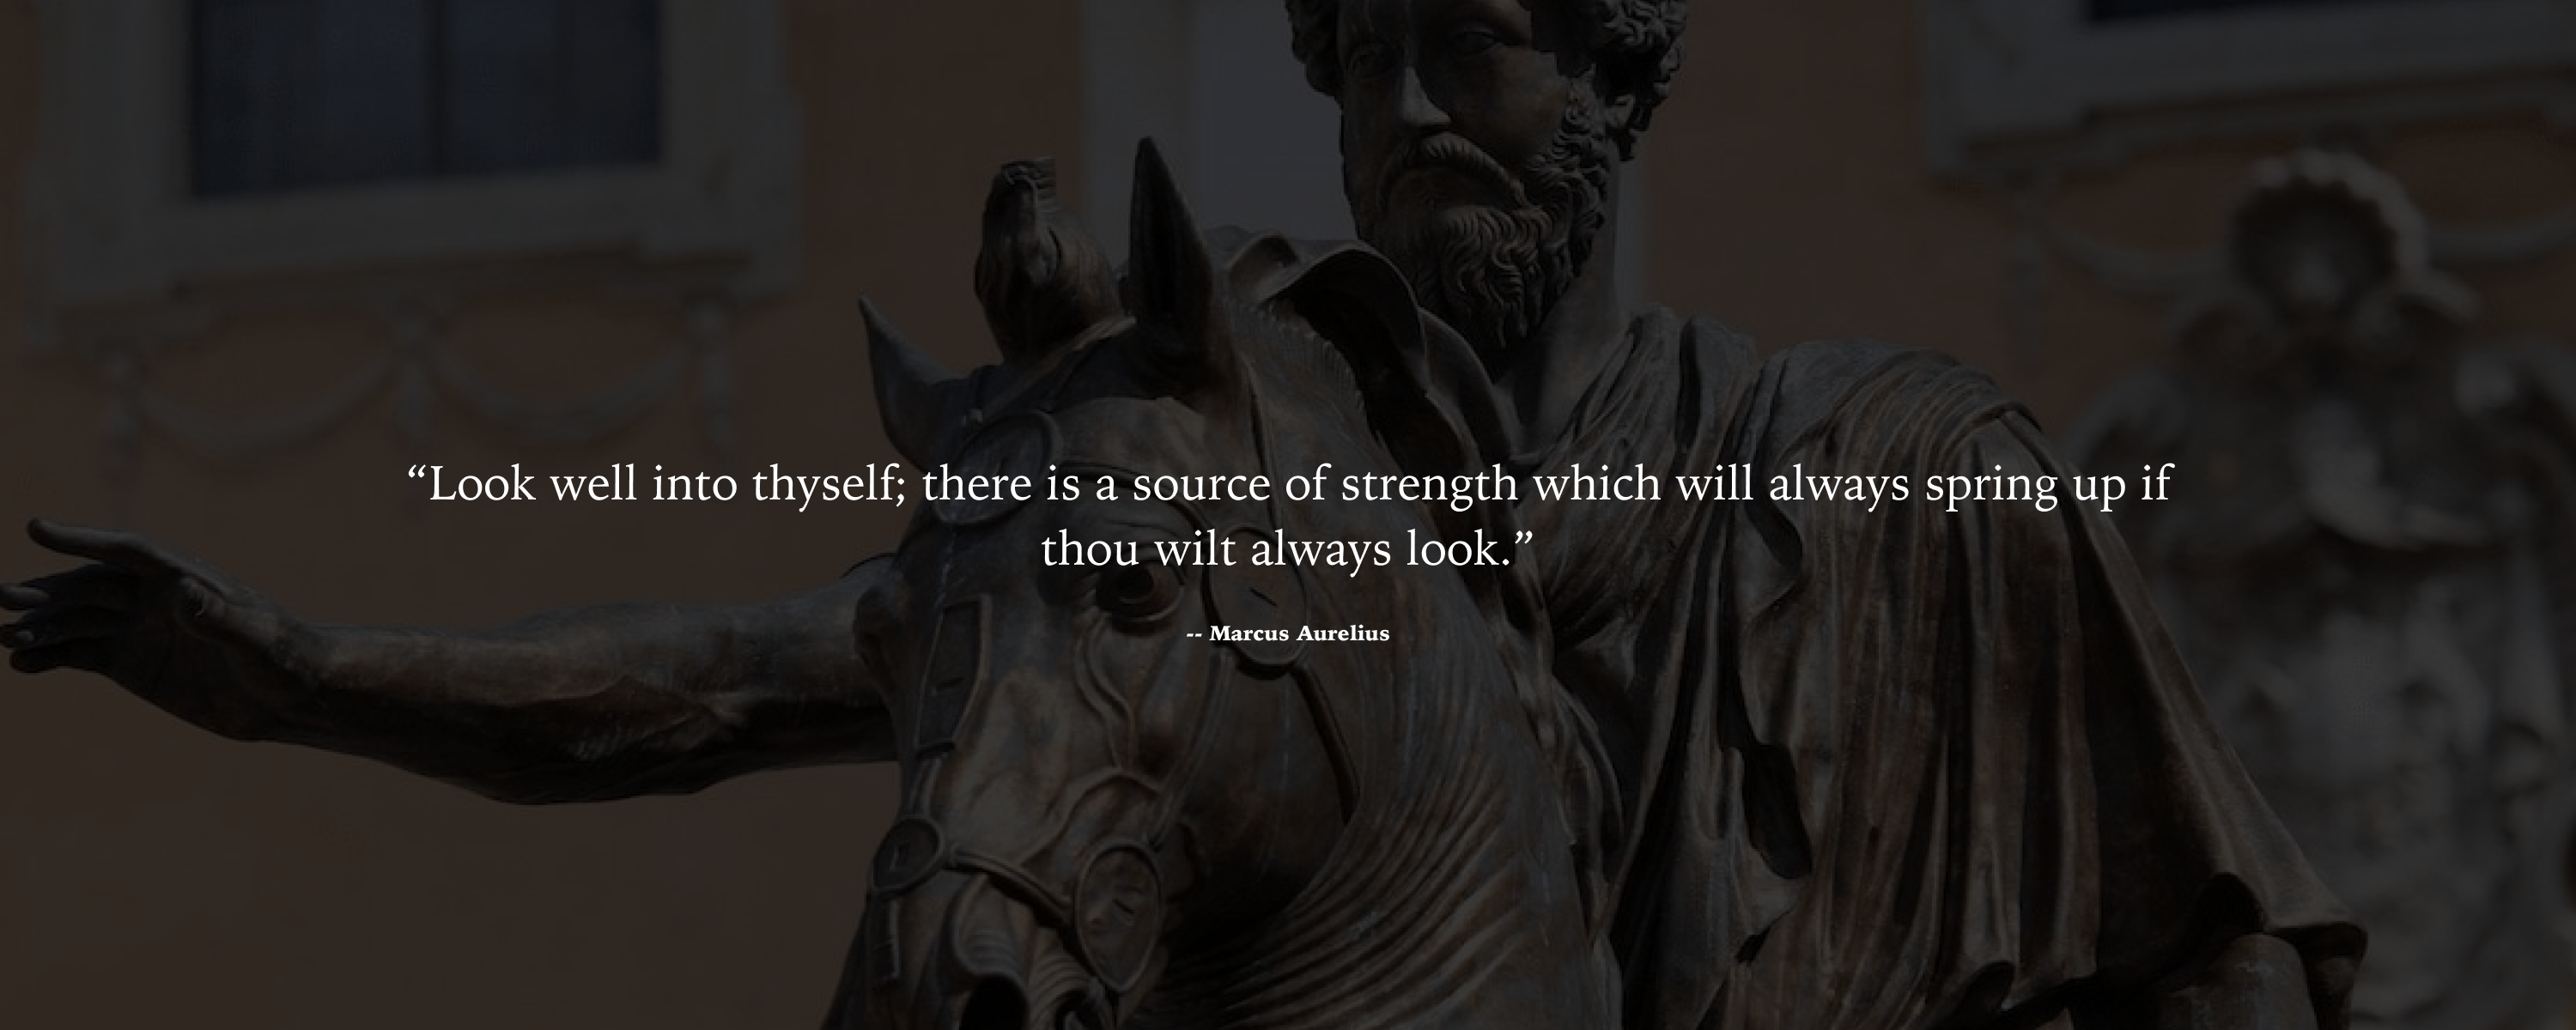 “Look well into thyself; there is a source of strength which will always spring up if
thou wilt always look.”
-- Marcus Aurelius